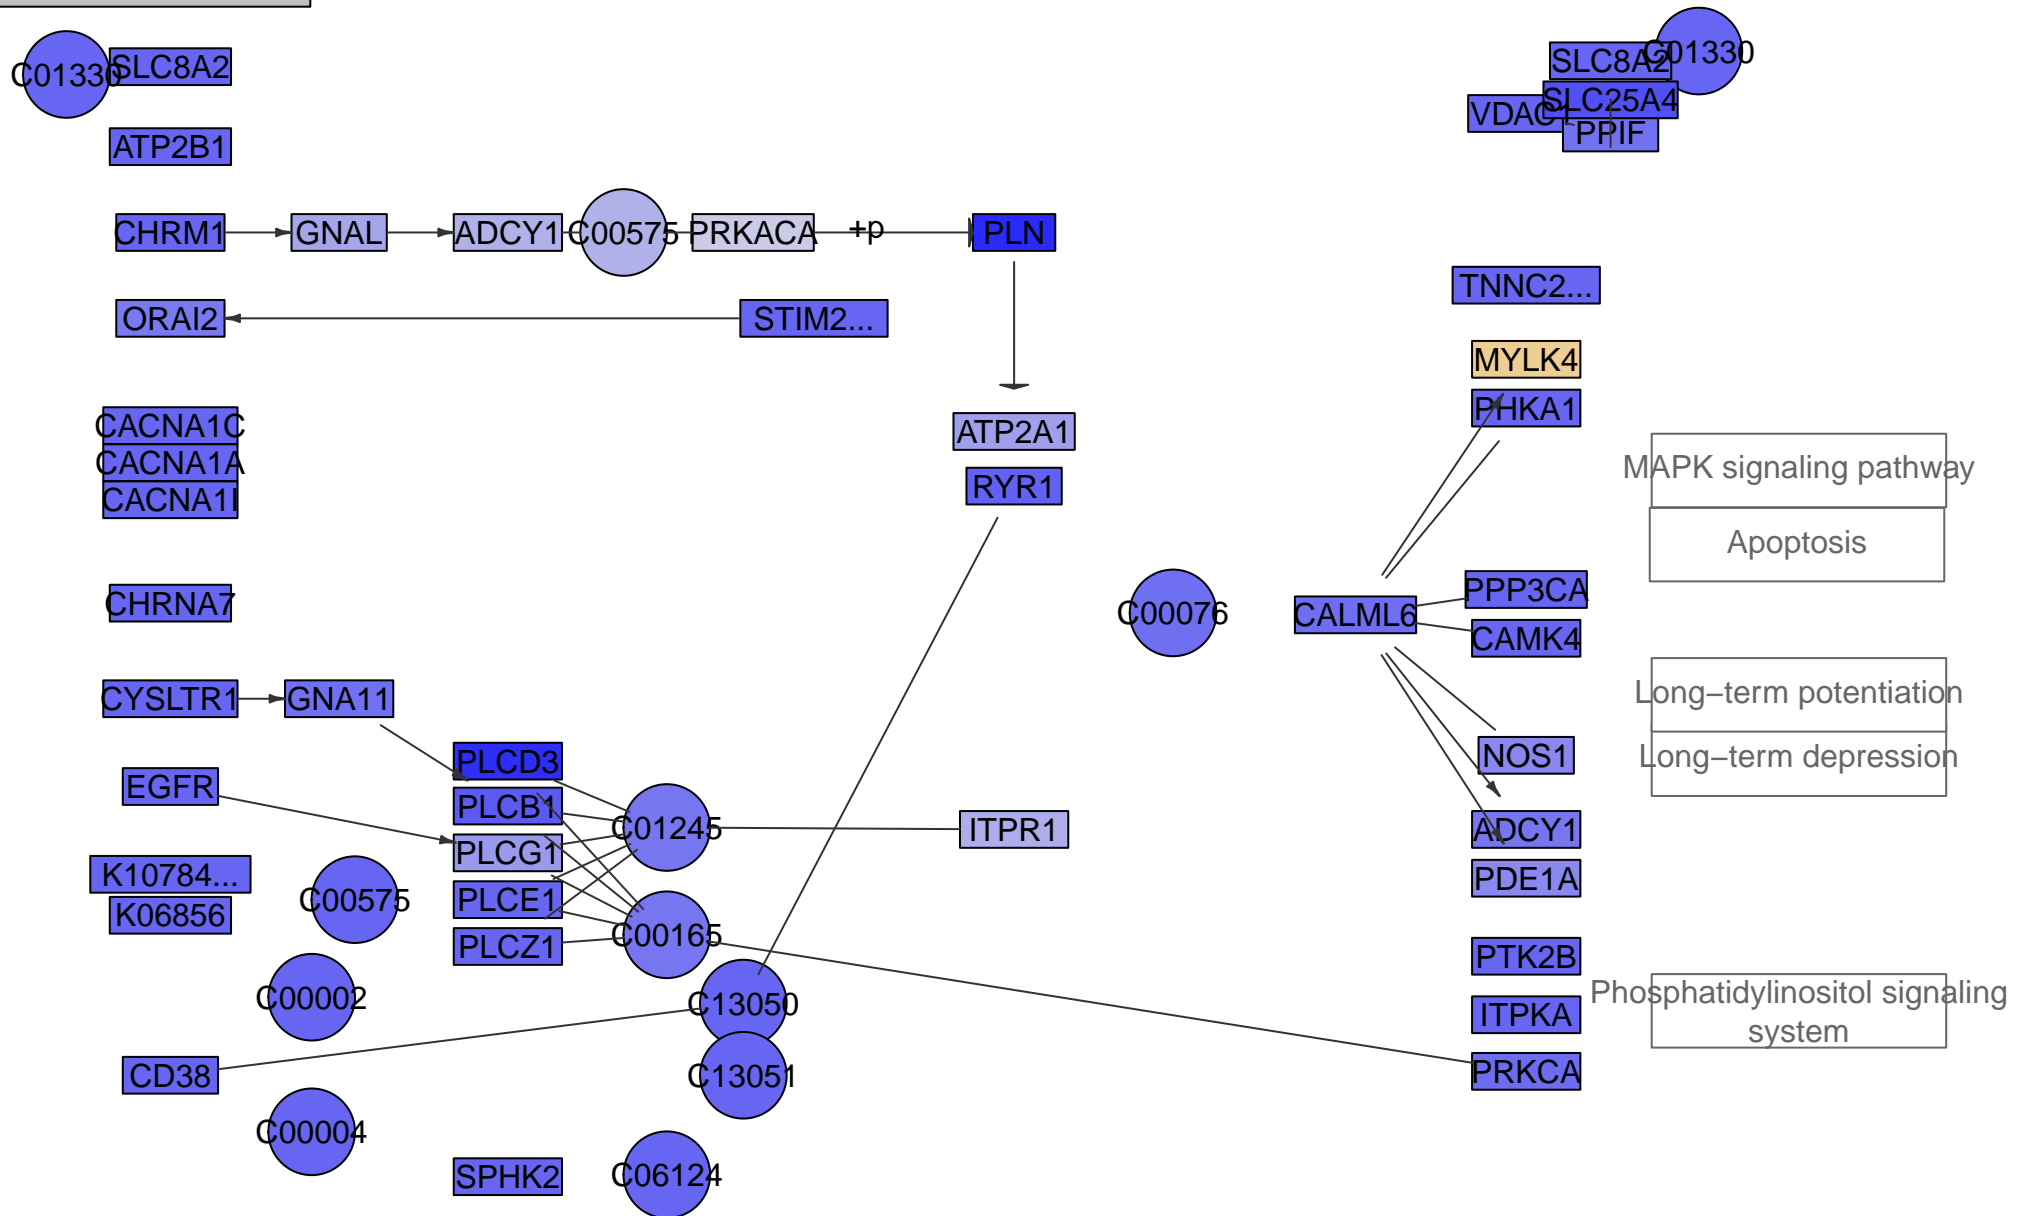 C01330
SLC8A2
SLC8A2
C01330
SLC25A4
VDAC1
PPIF
ATP2B1
CHRM1
GNAL
ADCY1
C00575
PRKACA
+p
PLN
TNNC2...
ORAI2
STIM2...
MYLK4
PHKA1
CACNA1C
CACNA1A
CACNA1I
ATP2A1
RYR1
MAPK signaling pathway
Apoptosis
CHRNA7
C00076
CALML6
PPP3CA
CAMK4
CYSLTR1
GNA11
Long–term potentiation
Long–term depression
NOS1
PLCD3
EGFR
PLCB1
C01245
ITPR1
ADCY1
PLCG1
K10784...
PDE1A
C00575
PLCE1
K06856
C00165
PLCZ1
PTK2B
C00002
C13050
Phosphatidylinositol signaling
system
ITPKA
CD38
C13051
PRKCA
C00004
SPHK2
C06124